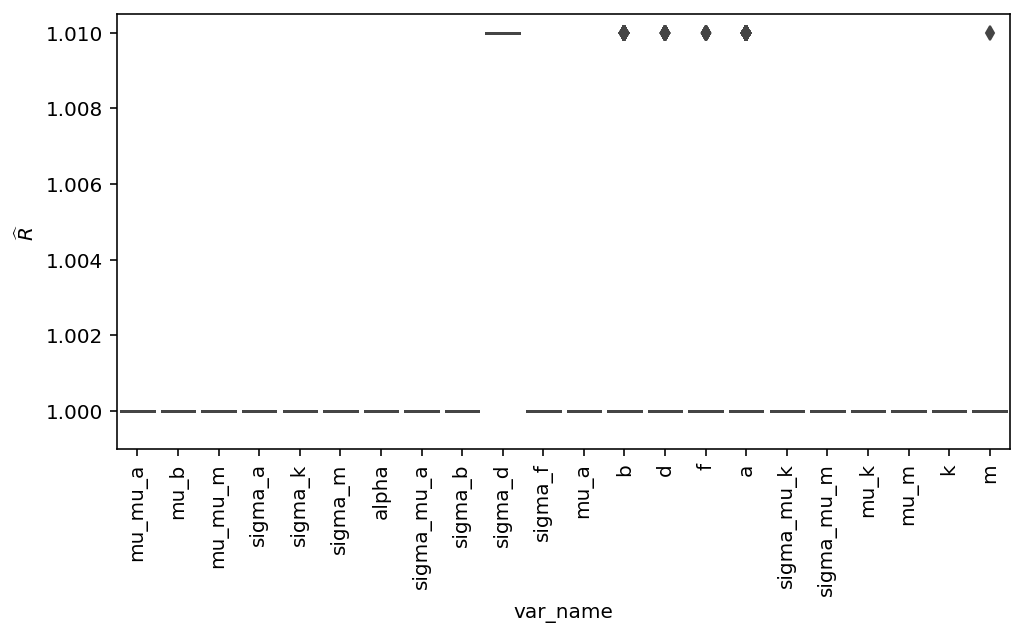 1.010
1.008
1.006
1.004
1.002
1.000
R̂
mu_mu_a
mu_b
mu_mu_m
sigma_a
sigma_k
sigma_m
alpha
sigma_mu_a
sigma_b
sigma_d
sigma_f
mu_a
b
d
f
a
sigma_mu_k
sigma_mu_m
mu_k
mu_m
k
m
var_name